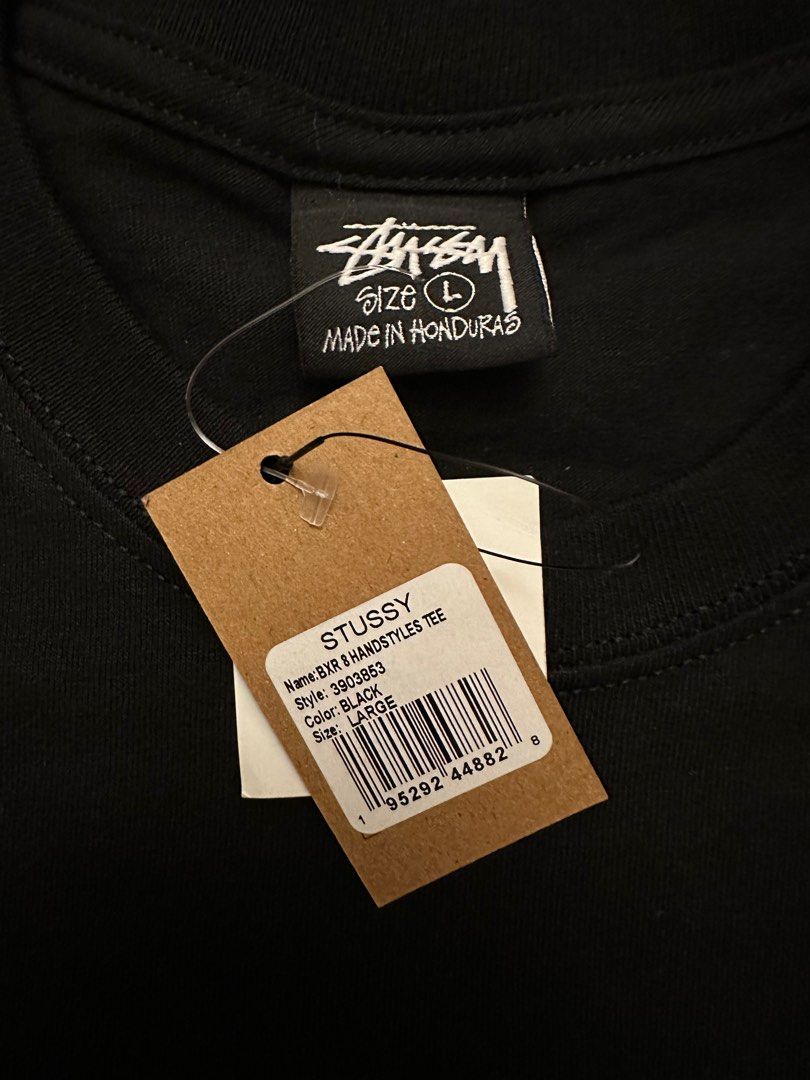 STÜSSY
SIZE L
MADE IN HONDURAS
STUSSY
Name:BXR 8 HANDSTYLES TEE
Style: 3903853
Color: BLACK
Size: LARGE
1 95292 44882 8